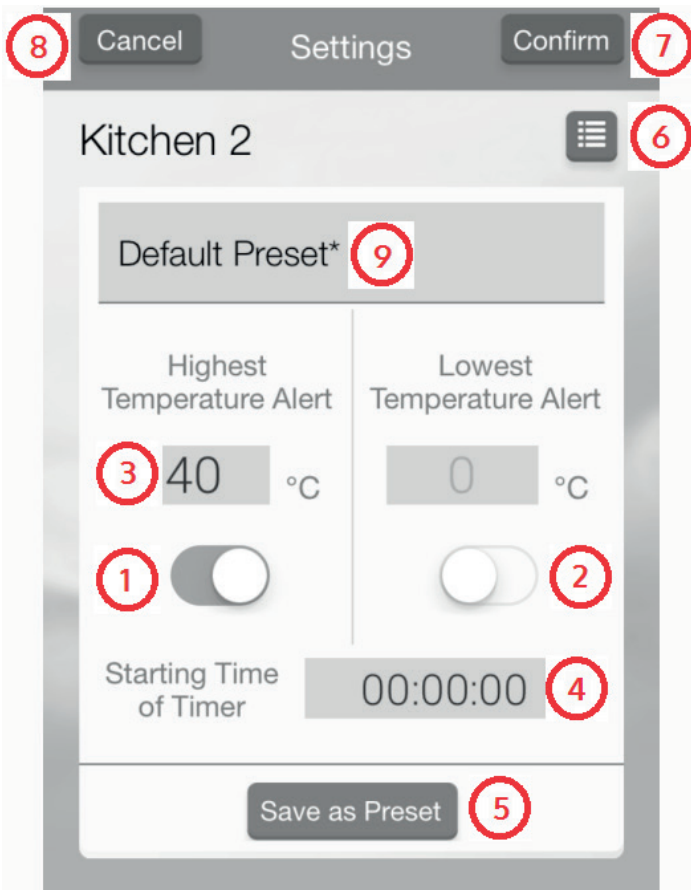 8 Cancel Settings Confirm 7
Kitchen 2 6
Default Preset* 9
Highest
Temperature Alert
Lowest
Temperature Alert
3 40 °C
0 °C
1
2
Starting Time
of Timer
00:00:00 4
Save as Preset 5